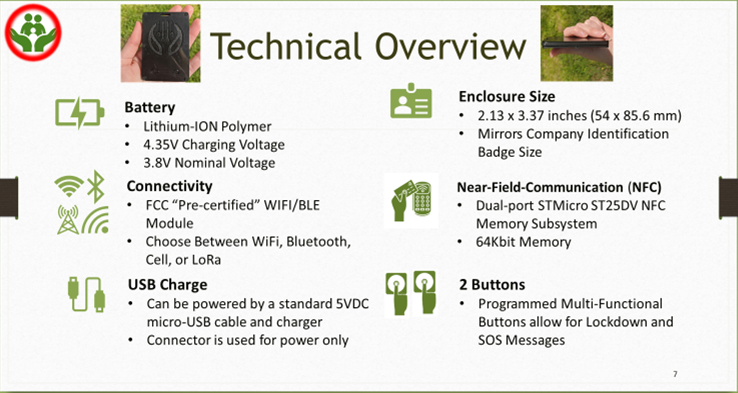 Technical Overview
Battery
• Lithium-ION Polymer
• 4.35V Charging Voltage
• 3.8V Nominal Voltage
Connectivity
• FCC “Pre-certified” WIFI/BLE
Module
• Choose Between WiFi, Bluetooth,
Cell, or LoRa
USB Charge
• Can be powered by a standard 5VDC
micro-USB cable and charger
• Connector is used for power only
Enclosure Size
• 2.13 x 3.37 inches (54 x 85.6 mm)
• Mirrors Company Identification
Badge Size
Near-Field-Communication (NFC)
• Dual-port STMicro ST25DV NFC
Memory Subsystem
• 64Kbit Memory
2 Buttons
• Programmed Multi-Functional
Buttons allow for Lockdown and
SOS Messages
7